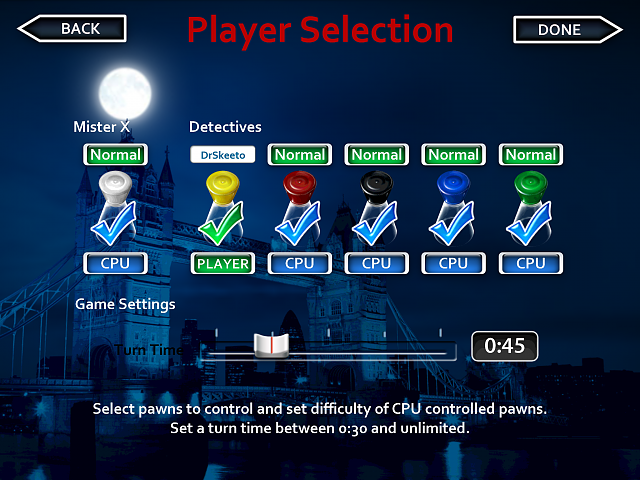 BACK
Player Selection
DONE
Mister X
Detectives
Normal
DrSkeeto
Normal
Normal
Normal
Normal
CPU
PLAYER
CPU
CPU
CPU
CPU
Game Settings
Turn Time
0:45
Select pawns to control and set difficulty of CPU controlled pawns.
Set a turn time between 0:30 and unlimited.